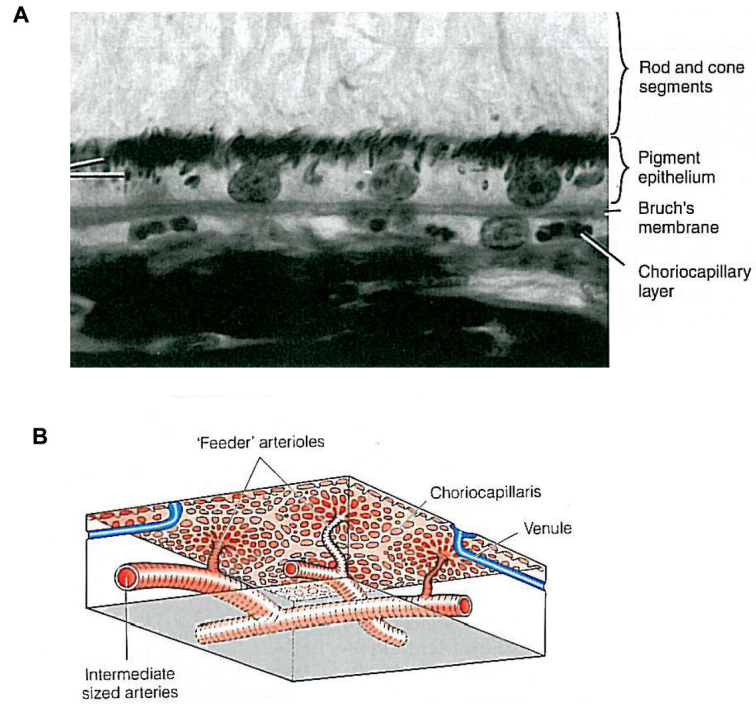 A
Rod and cone
segments
Pigment
epithelium
Bruch's
membrane
Choriocapillary
layer
B
'Feeder' arterioles
Choriocapillaris
Venule
Intermediate
sized arteries